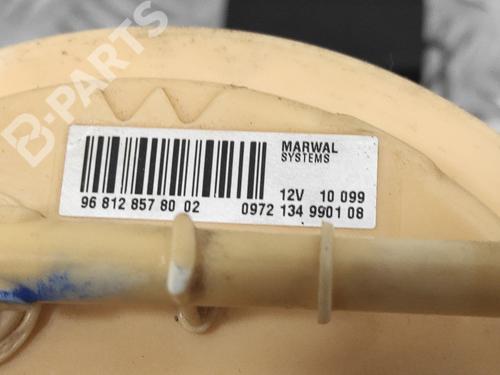 B-PARTS
MARWAL
SYSTEMS
12V 10 099
96 812 857 80 02 0972 134 9901 08